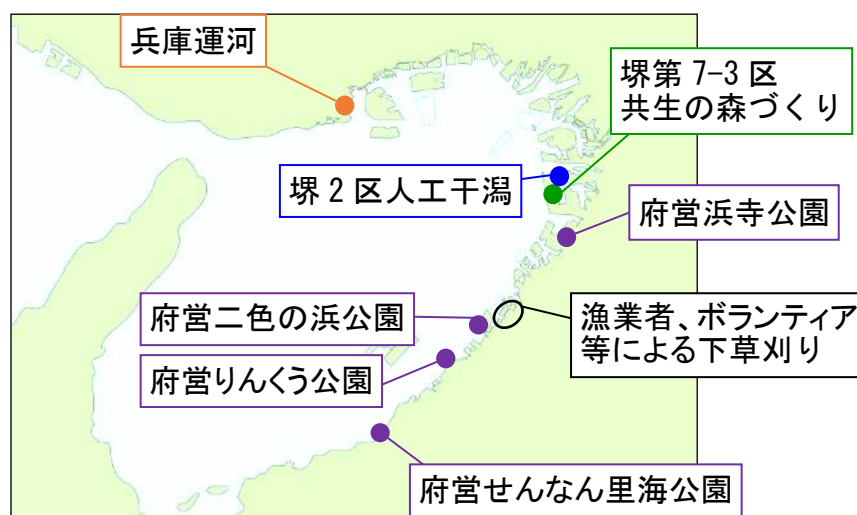 兵庫運河
堺第7-3区
共生の森づくり
堺2区人工干潟
府営浜寺公園
府営二色の浜公園
漁業者、ボランティア
等による下草刈り
府営りんくう公園
府営せんなん里海公園